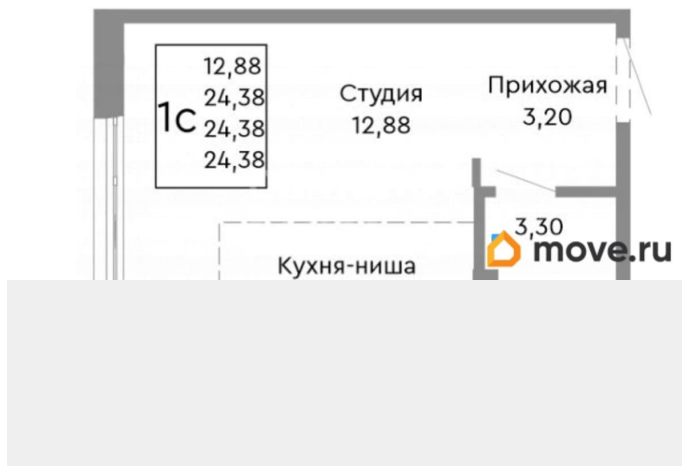 1С
12,88
24,38
24,38
24,38
Студия
12,88
Прихожая
3,20
3,30
move.ru
Кухня-ниша